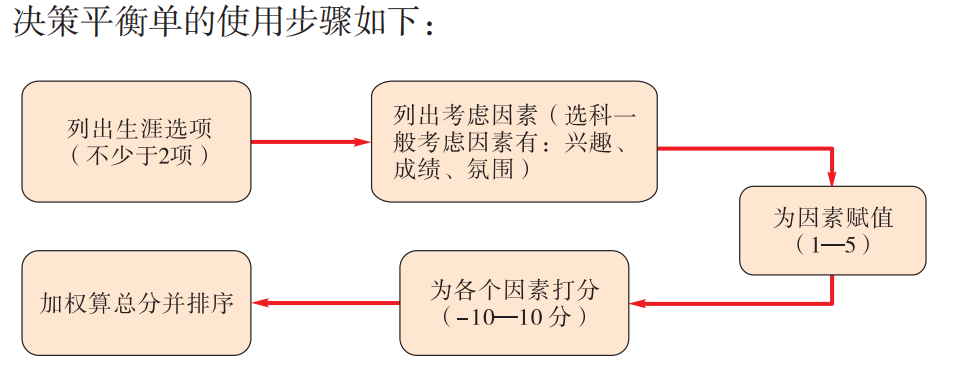 决策平衡单的使用步骤如下：
列出生涯选项
（不少于2项）
列出考虑因素（选科一
般考虑因素有：兴趣、
成绩、氛围）
为因素赋值
（1—5）
为各个因素打分
（-10—10 分）
加权算总分并排序